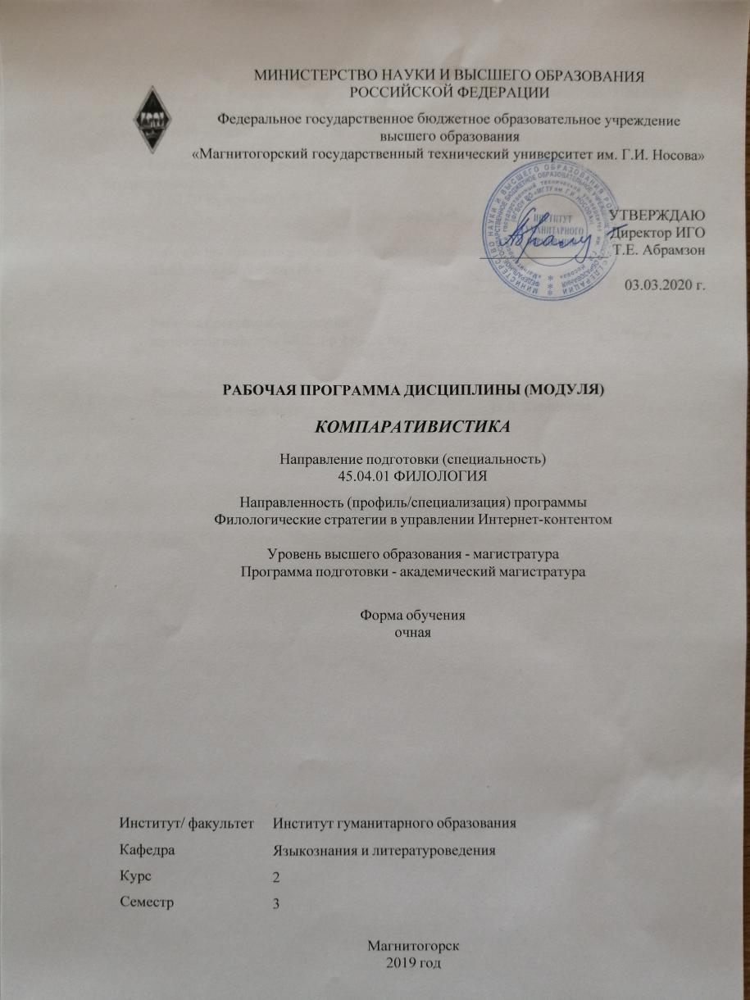 МИНИСТЕРСТВО НАУКИ И ВЫСШЕГО ОБРАЗОВАНИЯ
РОССИЙСКОЙ ФЕДЕРАЦИИ
Федеральное государственное бюджетное образовательное учреждение
высшего образования
«Магнитогорский государственный технический университет им. Г.И. Носова»
УТВЕРЖДАЮ
Директор ИГО
Т.Е. Абрамзон
03.03.2020 г.
РАБОЧАЯ ПРОГРАММА ДИСЦИПЛИНЫ (МОДУЛЯ)
КОМПАРАТИВИСТИКА
Направление подготовки (специальность)
45.04.01 ФИЛОЛОГИЯ
Направленность (профиль/специализация) программы
Филологические стратегии в управлении Интернет-контентом
Уровень высшего образования - магистратура
Программа подготовки - академический магистратура
Форма обучения
очная
Институт/ факультет Институт гуманитарного образования
Кафедра Языкознания и литературоведения
Курс 2
Семестр 3
Магнитогорск
2019 год